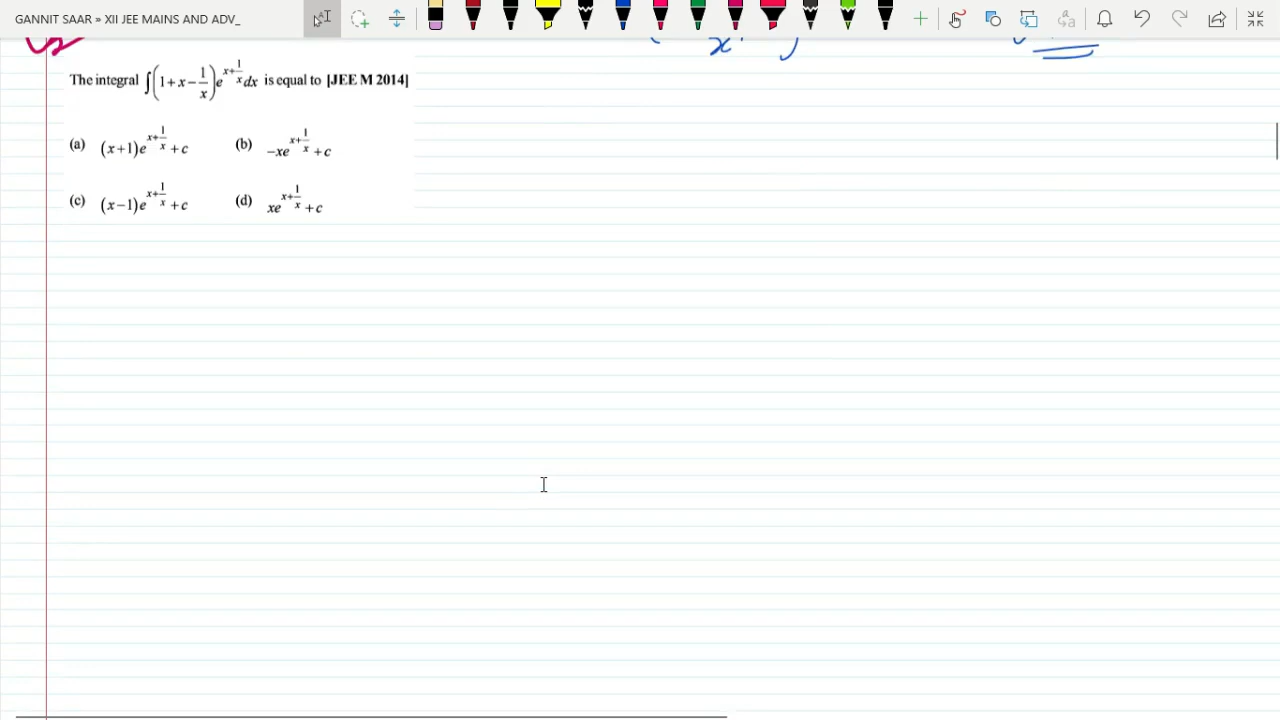 GANNIT SAAR » XII JEE MAINS AND ADV_
The integral ∫(1+x−1/x)e^(x+1/x) dx is equal to [JEE M 2014]
(a) (x+1)e^(x+1/x)+c (b) −xe^(x+1/x)+c
(c) (x−1)e^(x+1/x)+c (d) xe^(x+1/x)+c